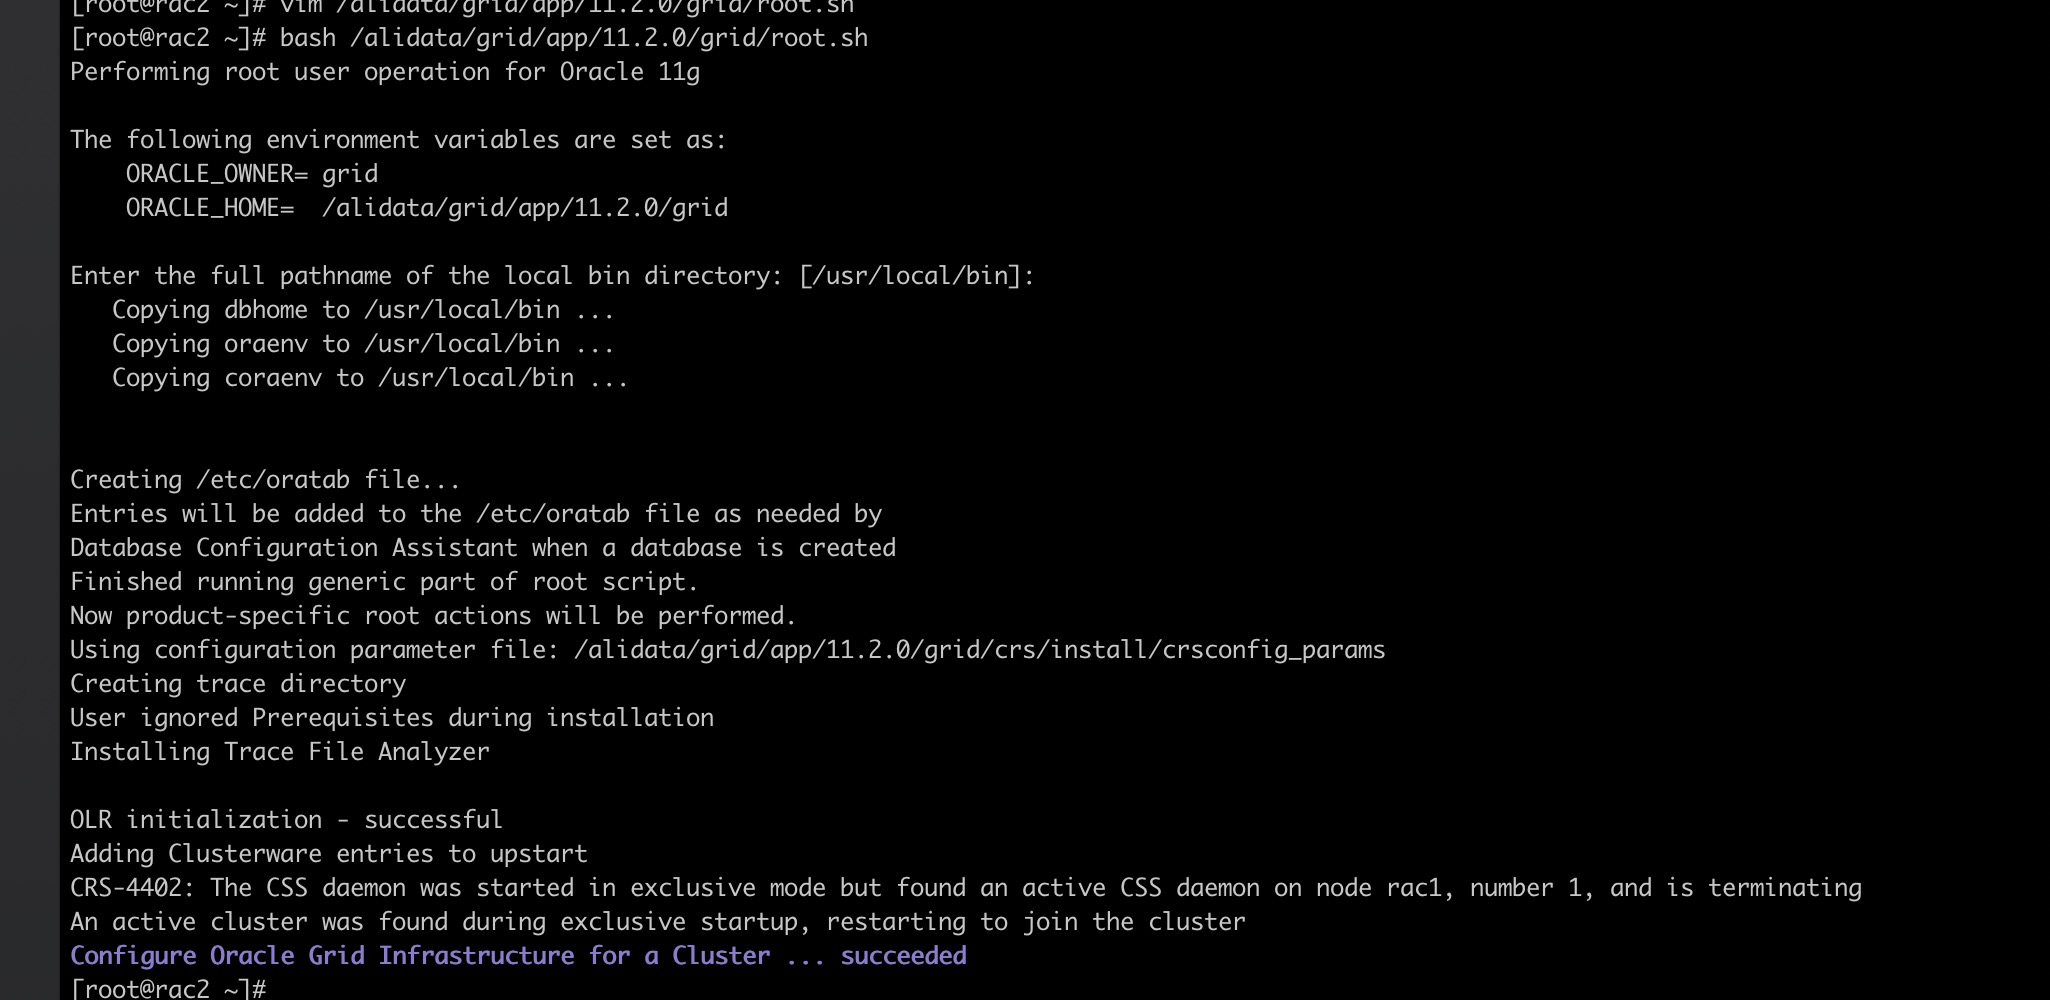 [root@rac2 ~]# vim /alidata/grid/app/11.2.0/grid/root.sh
[root@rac2 ~]# bash /alidata/grid/app/11.2.0/grid/root.sh
Performing root user operation for Oracle 11g
The following environment variables are set as:
    ORACLE_OWNER= grid
    ORACLE_HOME=  /alidata/grid/app/11.2.0/grid
Enter the full pathname of the local bin directory: [/usr/local/bin]:
   Copying dbhome to /usr/local/bin ...
   Copying oraenv to /usr/local/bin ...
   Copying coraenv to /usr/local/bin ...
Creating /etc/oratab file...
Entries will be added to the /etc/oratab file as needed by
Database Configuration Assistant when a database is created
Finished running generic part of root script.
Now product-specific root actions will be performed.
Using configuration parameter file: /alidata/grid/app/11.2.0/grid/crs/install/crsconfig_params
Creating trace directory
User ignored Prerequisites during installation
Installing Trace File Analyzer
OLR initialization - successful
Adding Clusterware entries to upstart
CRS-4402: The CSS daemon was started in exclusive mode but found an active CSS daemon on node rac1, number 1, and is terminating
An active cluster was found during exclusive startup, restarting to join the cluster
Configure Oracle Grid Infrastructure for a Cluster ... succeeded
[root@rac2 ~]#